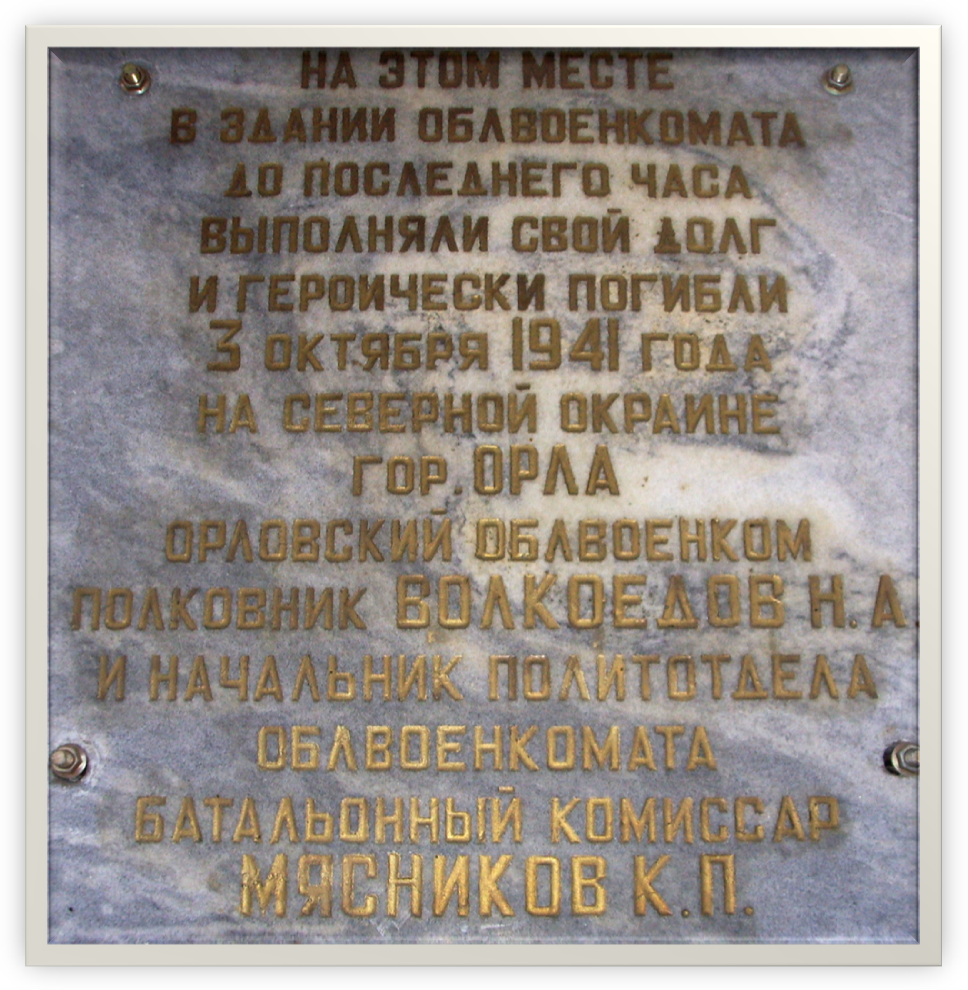 НА ЭТОМ МЕСТЕ
В ЗДАНИИ ОБЛВОЕНКОМАТА
ДО ПОСЛЕДНЕГО ЧАСА
ВЫПОЛНЯЛИ СВОЙ ДОЛГ
И ГЕРОИЧЕСКИ ПОГИБЛИ
3 ОКТЯБРЯ 1941 ГОДА
НА СЕВЕРНОЙ ОКРАИНЕ
ГОР. ОРЛА
ОРЛОВСКИЙ ОБЛВОЕНКОМ
ПОЛКОВНИК ВОЛКОЕДОВ Н. А.
И НАЧАЛЬНИК ПОЛИТОТДЕЛА
ОБЛВОЕНКОМАТА
БАТАЛЬОННЫЙ КОМИССАР
МЯСНИКОВ К.П.